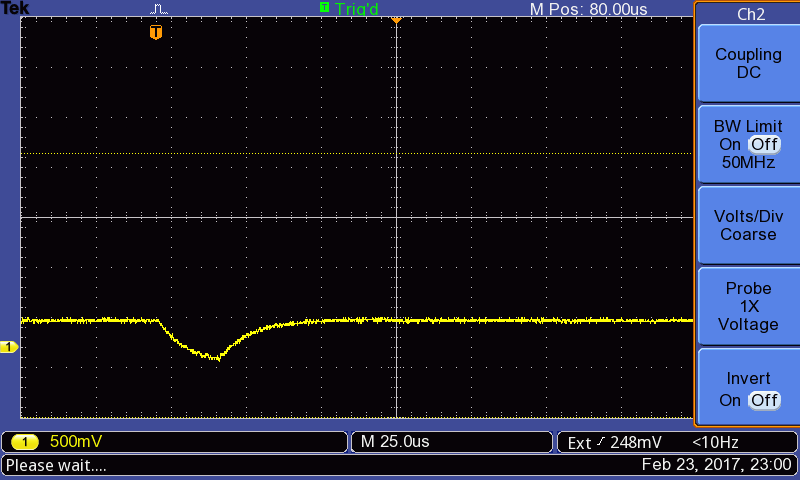 Tek
T Trig'd
M Pos: 80.00us
T
1
Ch2
Coupling
DC
BW Limit
On Off
50MHz
Volts/Div
Coarse
Probe
1X
Voltage
Invert
On Off
1 500mV
M 25.0us
Ext 248mV <10Hz
Please wait....
Feb 23, 2017, 23:00